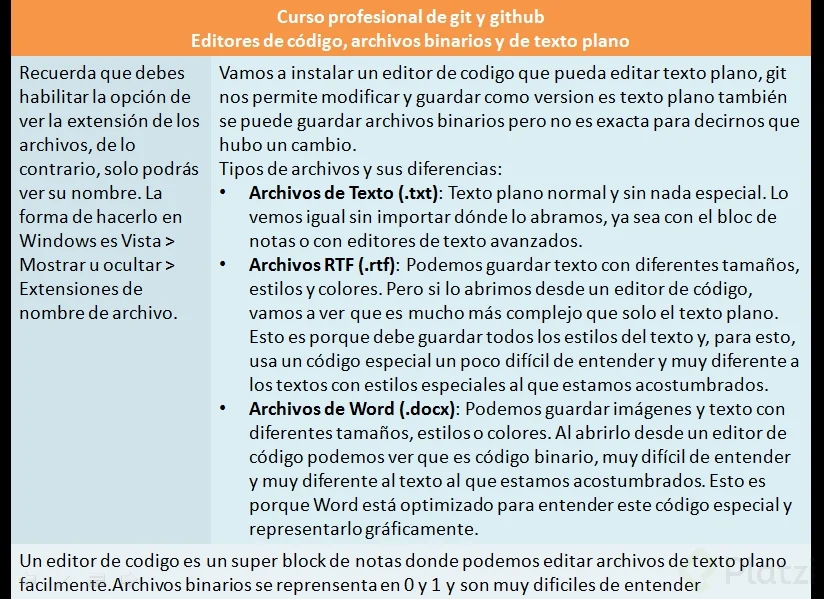 Curso profesional de git y github
Editores de código, archivos binarios y de texto plano
Recuerda que debes
habilitar la opción de
ver la extensión de los
archivos, de lo
contrario, solo podrás
ver su nombre. La
forma de hacerlo en
Windows es Vista >
Mostrar u ocultar >
Extensiones de
nombre de archivo.
Vamos a instalar un editor de codigo que pueda editar texto plano, git
nos permite modificar y guardar como version es texto plano también
se puede guardar archivos binarios pero no es exacta para decirnos que
hubo un cambio.
Tipos de archivos y sus diferencias:
• Archivos de Texto (.txt): Texto plano normal y sin nada especial. Lo
vemos igual sin importar dónde lo abramos, ya sea con el bloc de
notas o con editores de texto avanzados.
• Archivos RTF (.rtf): Podemos guardar texto con diferentes tamaños,
estilos y colores. Pero si lo abrimos desde un editor de código,
vamos a ver que es mucho más complejo que solo el texto plano.
Esto es porque debe guardar todos los estilos del texto y, para esto,
usa un código especial un poco difícil de entender y muy diferente a
los textos con estilos especiales al que estamos acostumbrados.
• Archivos de Word (.docx): Podemos guardar imágenes y texto con
diferentes tamaños, estilos o colores. Al abrirlo desde un editor de
código podemos ver que es código binario, muy difícil de entender
y muy diferente al texto al que estamos acostumbrados. Esto es
porque Word está optimizado para entender este código especial y
representarlo gráficamente.
Un editor de codigo es un super block de notas donde podemos editar archivos de texto plano
facilmente.Archivos binarios se reprensenta en 0 y 1 y son muy dificiles de entender
Platzi